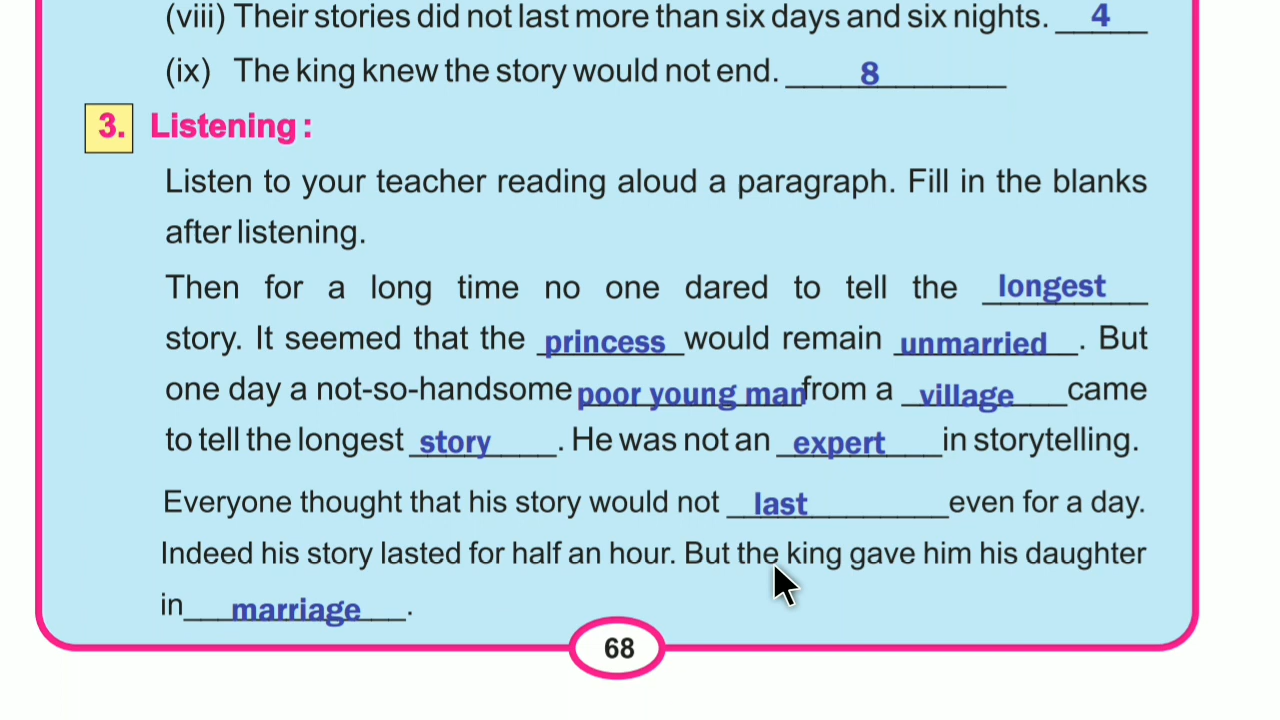 (viii) Their stories did not last more than six days and six nights. 4
(ix) The king knew the story would not end. 8
3. Listening :
Listen to your teacher reading aloud a paragraph. Fill in the blanks
after listening.
Then for a long time no one dared to tell the longest
story. It seemed that the princess would remain unmarried. But
one day a not-so-handsome poor young man from a village came
to tell the longest story. He was not an expert in storytelling.
Everyone thought that his story would not last even for a day.
Indeed his story lasted for half an hour. But the king gave him his daughter
in marriage.
68